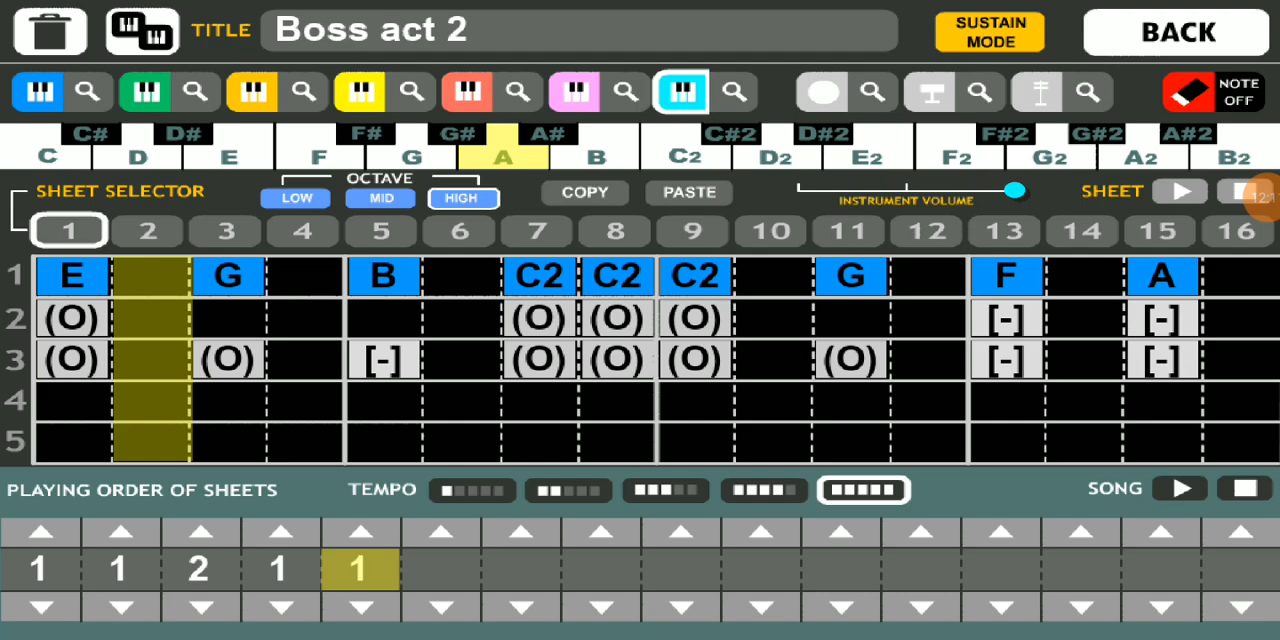 TITLE Boss act 2 SUSTAIN MODE BACK
NOTE OFF
C# D# F# G# A# C#2 D#2 F#2 G#2 A#2
C D E F G A B C2 D2 E2 F2 G2 A2 B2
SHEET SELECTOR OCTAVE COPY PASTE SHEET
LOW MID HIGH INSTRUMENT VOLUME
1 2 3 4 5 6 7 8 9 10 11 12 13 14 15 16
1 E G B C2 C2 C2 G F A
2 (O) (O) (O) (O) [-] [-]
3 (O) (O) [-] (O) (O) (O) (O) [-] [-]
4
5
PLAYING ORDER OF SHEETS TEMPO SONG
1 1 2 1 1